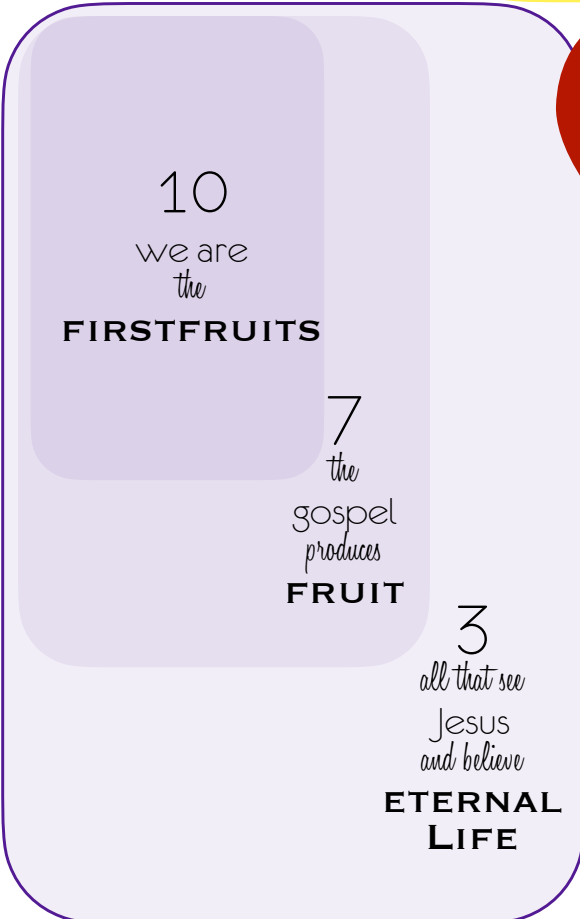 10
we are
the
FIRSTFRUITS
7
the
gospel
produces
FRUIT
3
all that see
Jesus
and believe
ETERNAL
LIFE